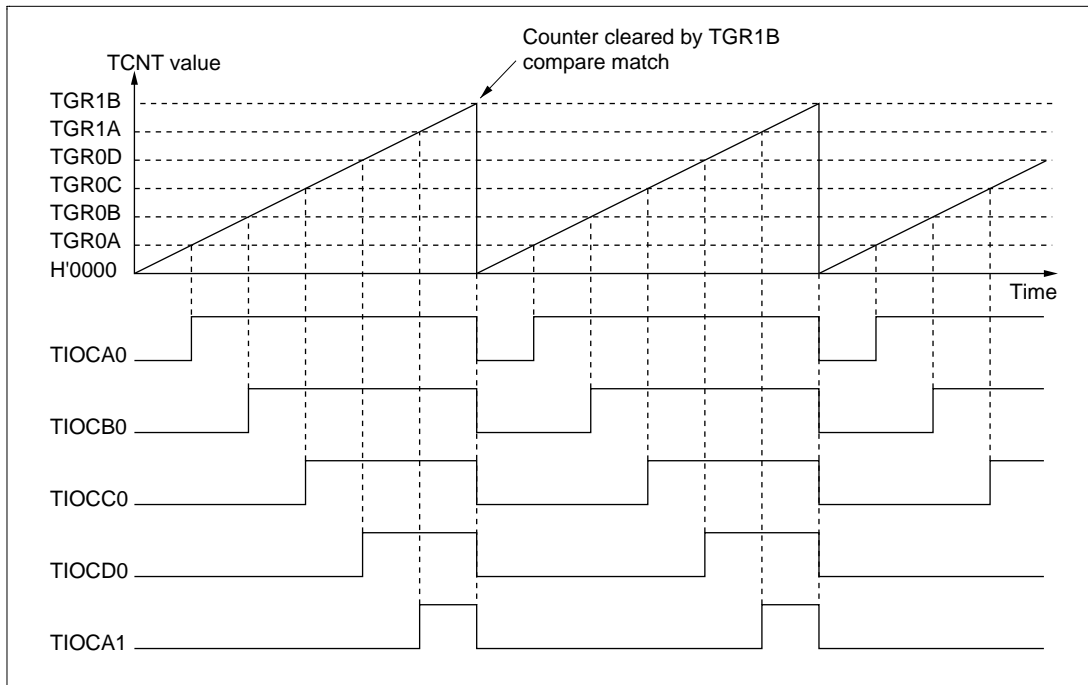 Counter cleared by TGR1B
compare match
TCNT value
TGR1B
TGR1A
TGR0D
TGR0C
TGR0B
TGR0A
H'0000
Time
TIOCA0
TIOCB0
TIOCC0
TIOCD0
TIOCA1